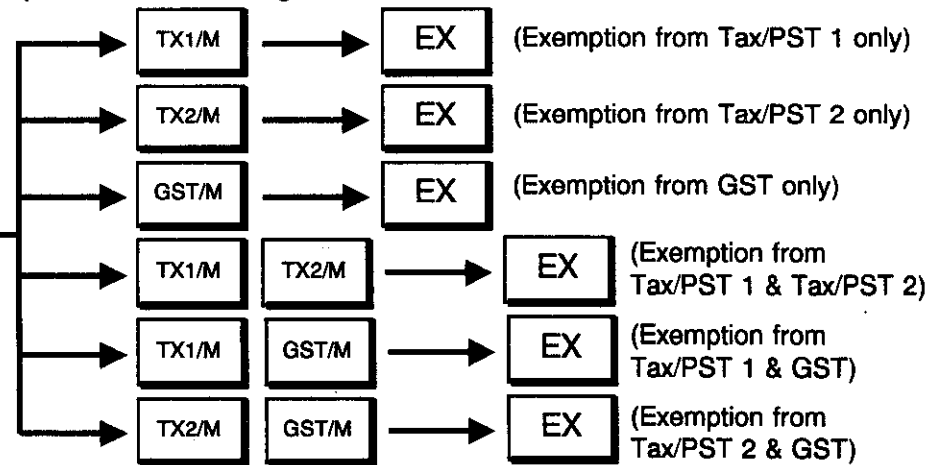 TX1/M EX (Exemption from Tax/PST 1 only)
TX2/M EX (Exemption from Tax/PST 2 only)
GST/M EX (Exemption from GST only)
TX1/M TX2/M EX (Exemption from
Tax/PST 1 & Tax/PST 2)
TX1/M GST/M EX (Exemption from
Tax/PST 1 & GST)
TX2/M GST/M EX (Exemption from
Tax/PST 2 & GST)